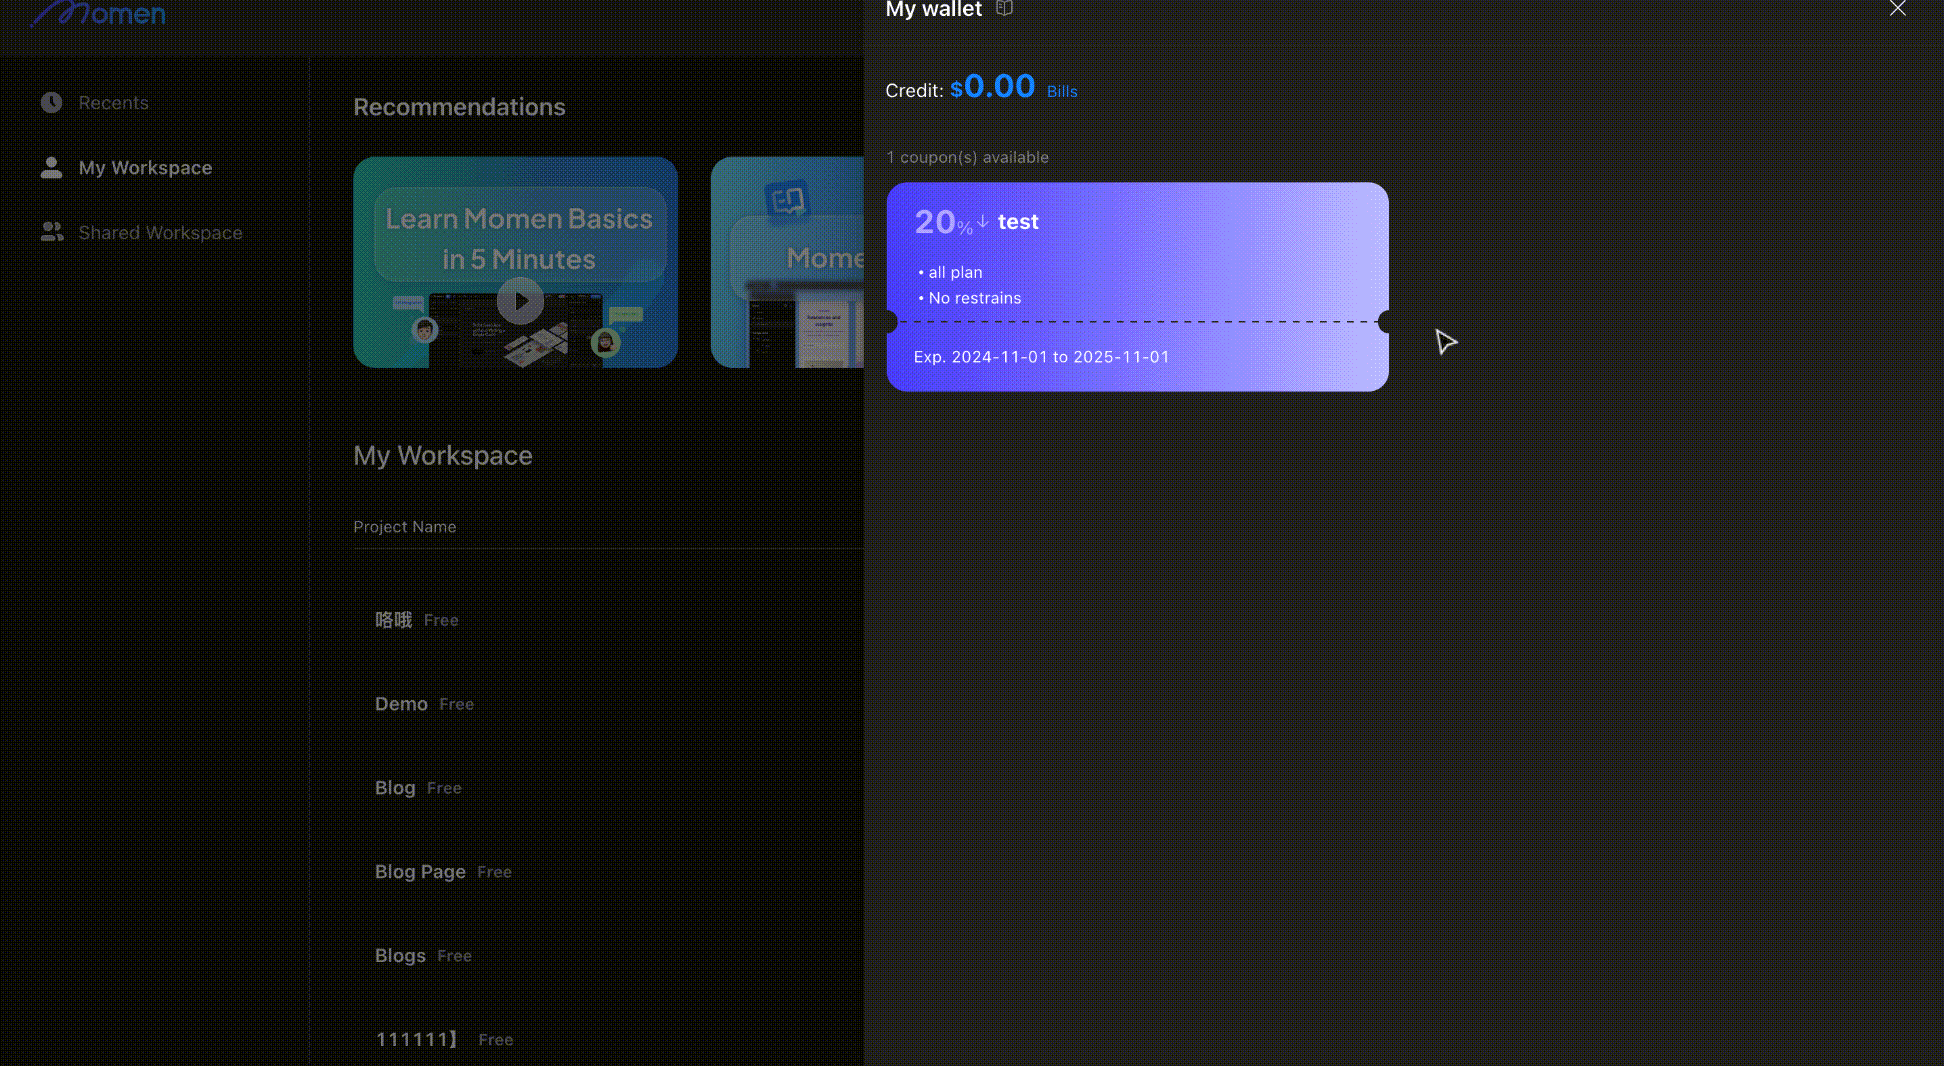 Momen
Recents
My Workspace
Shared Workspace
Recommendations
Learn Momen Basics
in 5 Minutes
Mome
My Workspace
Project Name
咯哦 Free
Demo Free
Blog Free
Blog Page Free
Blogs Free
111111】 Free
My wallet
Credit: $0.00 Bills
1 coupon(s) available
20%↓ test
• all plan
• No restrains
Exp. 2024-11-01 to 2025-11-01